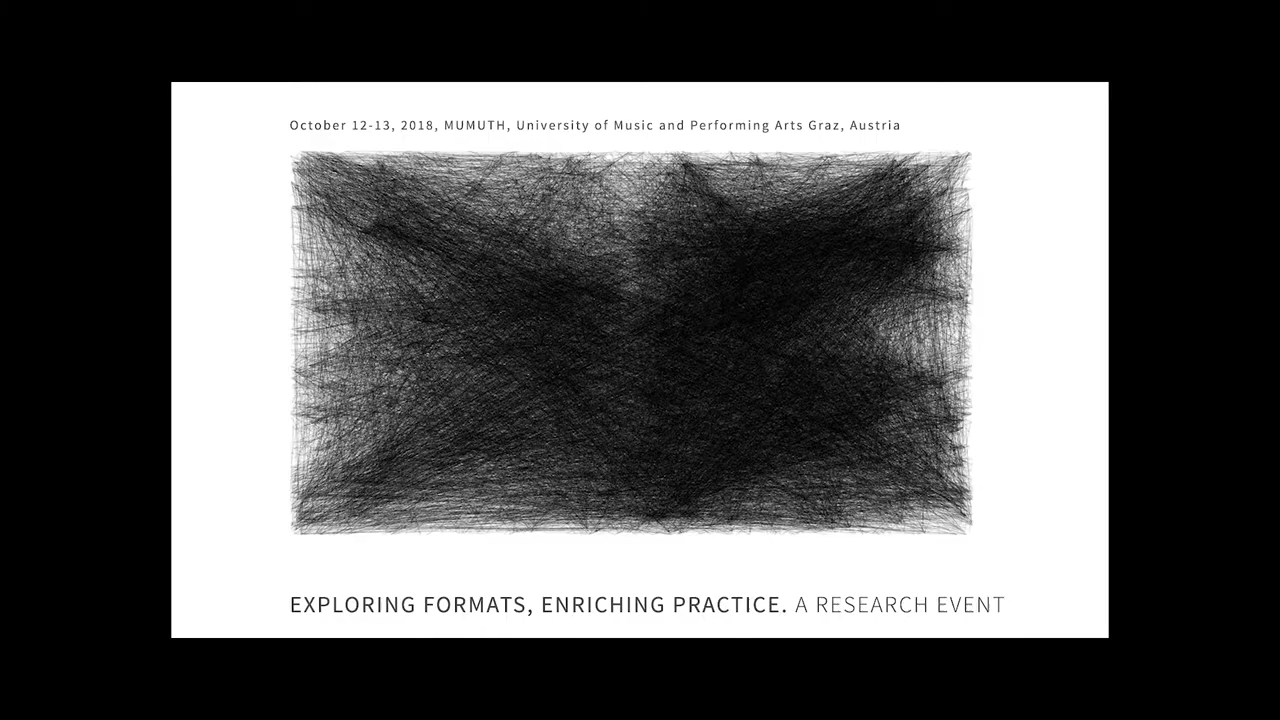 October 12-13, 2018, MUMUTH, University of Music and Performing Arts Graz, Austria
EXPLORING FORMATS, ENRICHING PRACTICE. A RESEARCH EVENT